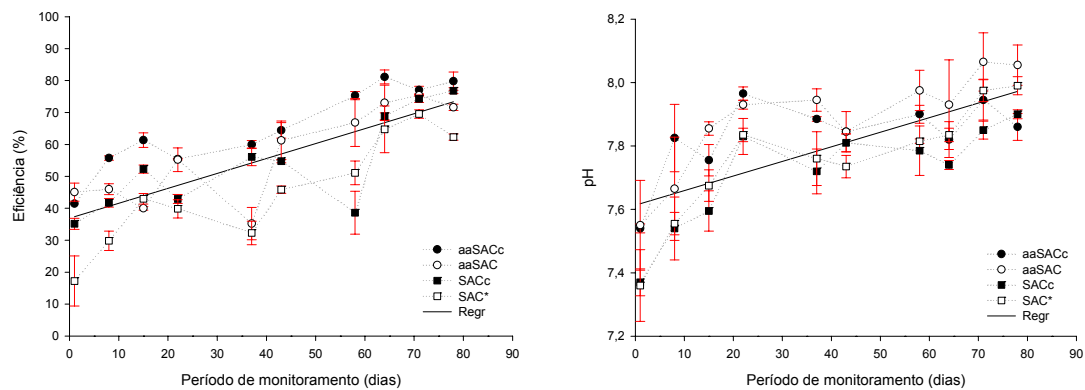 Eficiência (%)
100
90
80
70
60
50
40
30
20
10
0
aaSACc
aaSAC
SACc
SAC*
Regr
0 10 20 30 40 50 60 70 80 90
Período de monitoramento (dias)
pH
8,2
8,0
7,8
7,6
7,4
7,2
aaSACc
aaSAC
SACc
SAC*
Regr
0 10 20 30 40 50 60 70 80 90
Período de monitoramento (dias)